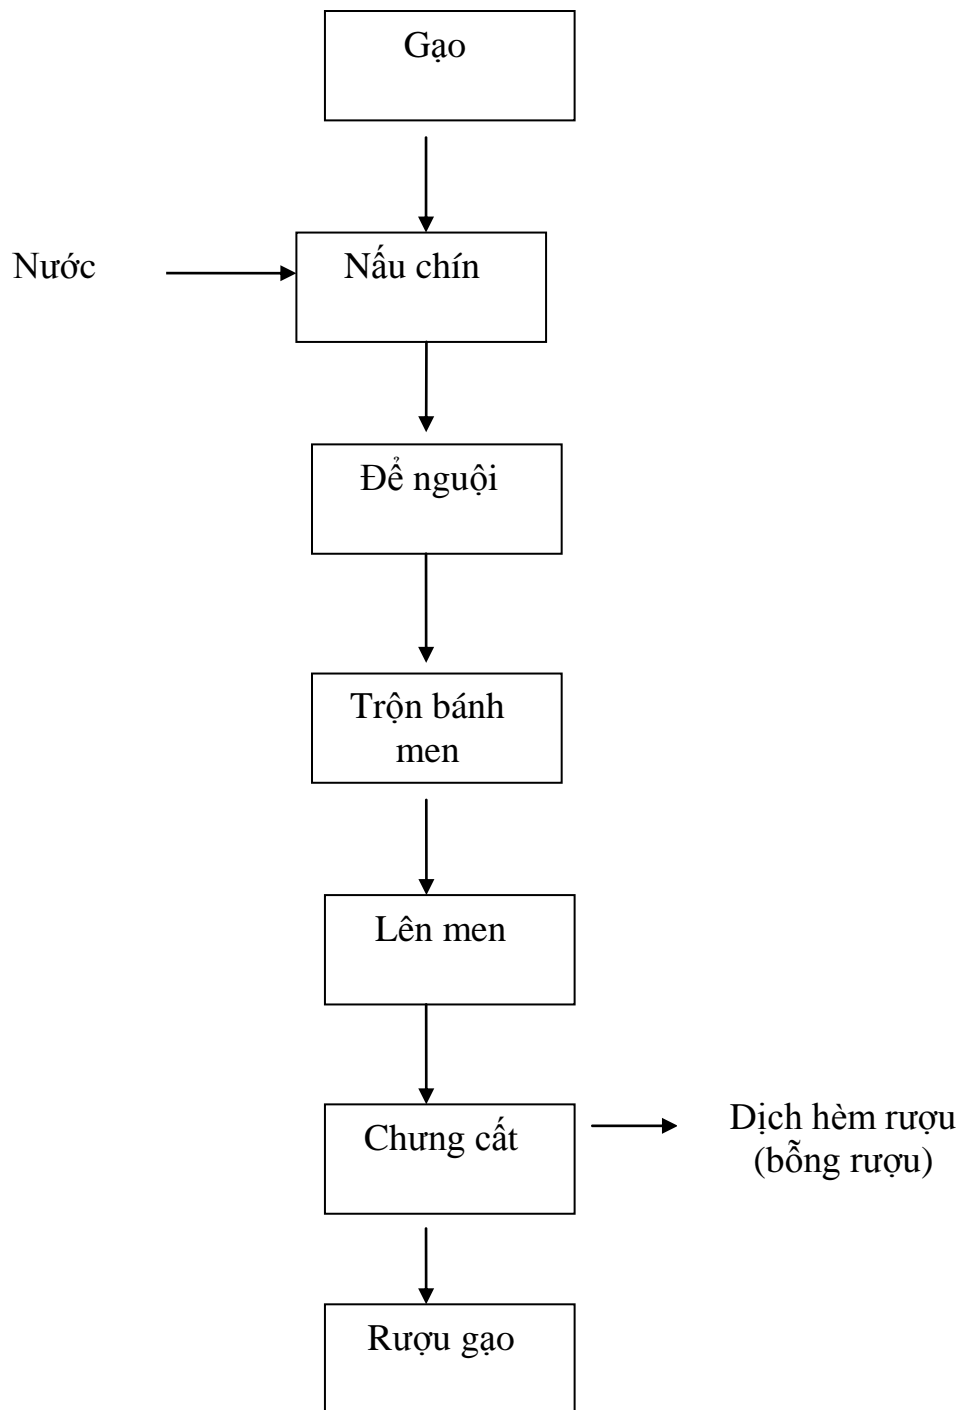 Gạo
Nước
Nấu chín
Để nguội
Trộn bánh
men
Lên men
Chưng cất
Dịch hèm rượu
(bỗng rượu)
Rượu gạo